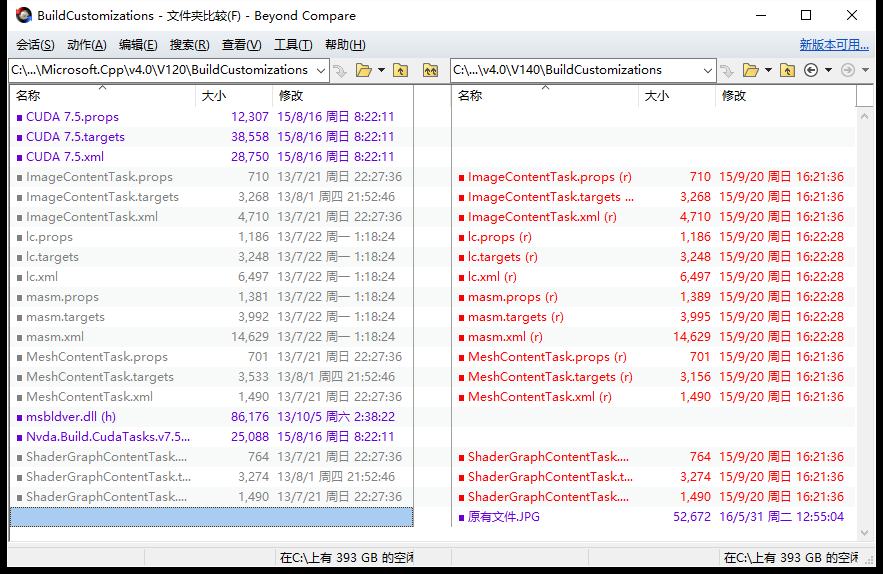 BuildCustomizations - 文件夹比较(F) - Beyond Compare
会话(S) 动作(A) 编辑(E) 搜索(R) 查看(V) 工具(T) 帮助(H) 新版本可用...
C:\...\Microsoft.Cpp\v4.0\V120\BuildCustomizations C:\...\v4.0\V140\BuildCustomizations
名称 大小 修改 名称 大小 修改
CUDA 7.5.props 12,307 15/8/16 周日 8:22:11
CUDA 7.5.targets 38,558 15/8/16 周日 8:22:11
CUDA 7.5.xml 28,750 15/8/16 周日 8:22:11
ImageContentTask.props 710 13/7/21 周日 22:27:36 ImageContentTask.props (r) 710 15/9/20 周日 16:21:36
ImageContentTask.targets 3,268 13/8/1 周四 21:52:46 ImageContentTask.targets ... 3,268 15/9/20 周日 16:21:36
ImageContentTask.xml 4,710 13/7/21 周日 22:27:36 ImageContentTask.xml (r) 4,710 15/9/20 周日 16:21:36
lc.props 1,186 13/7/22 周一 1:18:24 lc.props (r) 1,186 15/9/20 周日 16:22:28
lc.targets 3,248 13/7/22 周一 1:18:24 lc.targets (r) 3,248 15/9/20 周日 16:22:28
lc.xml 6,497 13/7/22 周一 1:18:24 lc.xml (r) 6,497 15/9/20 周日 16:22:28
masm.props 1,381 13/7/22 周一 1:18:24 masm.props (r) 1,389 15/9/20 周日 16:22:28
masm.targets 3,992 13/7/22 周一 1:18:24 masm.targets (r) 3,995 15/9/20 周日 16:22:28
masm.xml 14,629 13/7/22 周一 1:18:24 masm.xml (r) 14,629 15/9/20 周日 16:22:28
MeshContentTask.props 701 13/7/21 周日 22:27:36 MeshContentTask.props (r) 701 15/9/20 周日 16:21:36
MeshContentTask.targets 3,533 13/8/1 周四 21:52:46 MeshContentTask.targets (r) 3,156 15/9/20 周日 16:21:36
MeshContentTask.xml 1,490 13/7/21 周日 22:27:36 MeshContentTask.xml (r) 1,490 15/9/20 周日 16:21:36
msbldver.dll (h) 86,176 13/10/5 周六 2:38:22
Nvda.Build.CudaTasks.v7.5... 25,088 15/8/16 周日 8:22:11
ShaderGraphContentTask.... 764 13/7/21 周日 22:27:36 ShaderGraphContentTask.... 764 15/9/20 周日 16:21:36
ShaderGraphContentTask.t... 3,274 13/8/1 周四 21:52:46 ShaderGraphContentTask.t... 3,274 15/9/20 周日 16:21:36
ShaderGraphContentTask.... 1,490 13/7/21 周日 22:27:36 ShaderGraphContentTask.... 1,490 15/9/20 周日 16:21:36
原有文件.JPG 52,672 16/5/31 周二 12:55:04
在C:\上有 393 GB 的空闲 在C:\上有 393 GB 的空闲